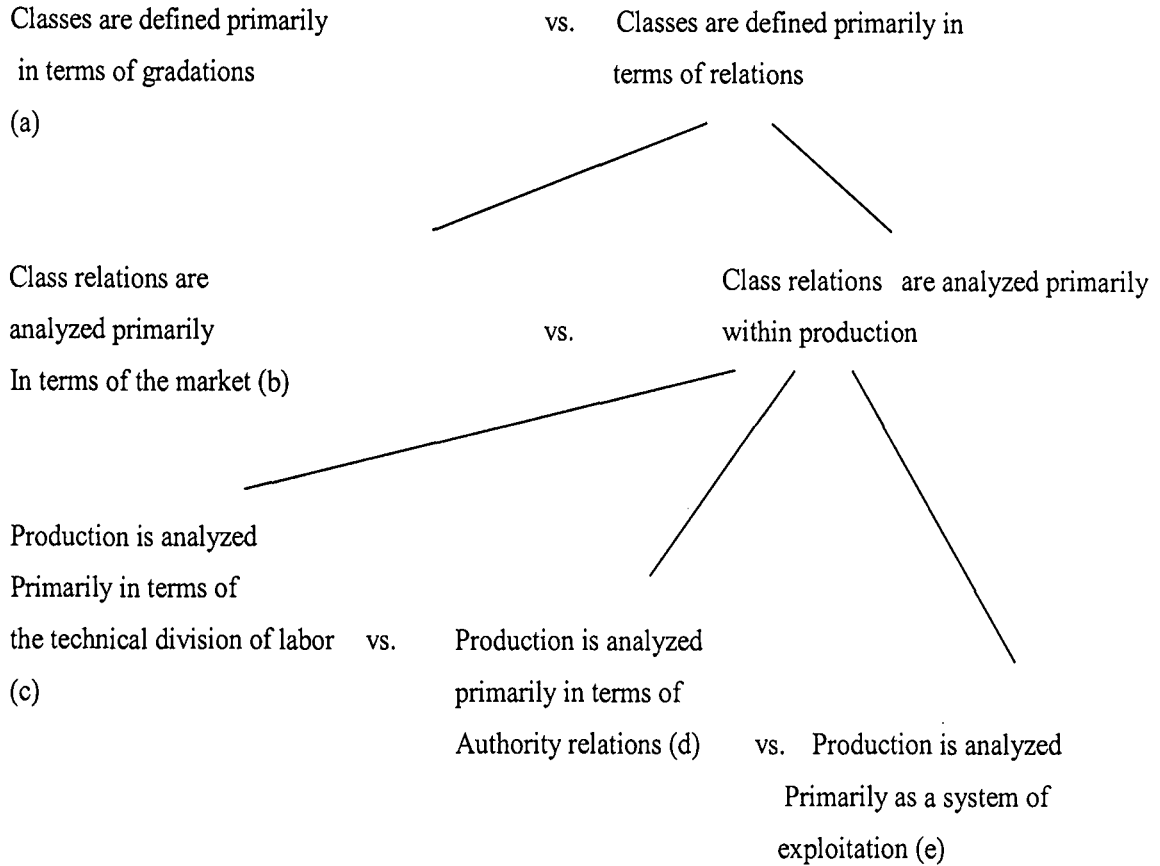 Classes are defined primarily
in terms of gradations
(a)
vs.
Classes are defined primarily in
terms of relations
Class relations are
analyzed primarily
In terms of the market (b)
vs.
Class relations are analyzed primarily
within production
Production is analyzed
Primarily in terms of
the technical division of labor
(c)
vs.
Production is analyzed
primarily in terms of
Authority relations (d)
vs.
Production is analyzed
Primarily as a system of
exploitation (e)